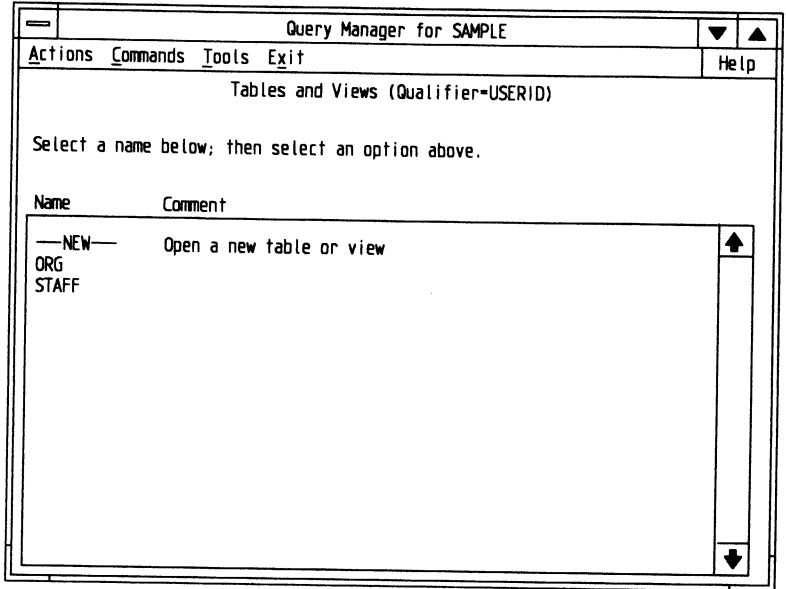 Query Manager for SAMPLE
Actions Commands Tools Exit Help
Tables and Views (Qualifier=USERID)
Select a name below; then select an option above.
Name Comment
——NEW—— Open a new table or view
ORG
STAFF